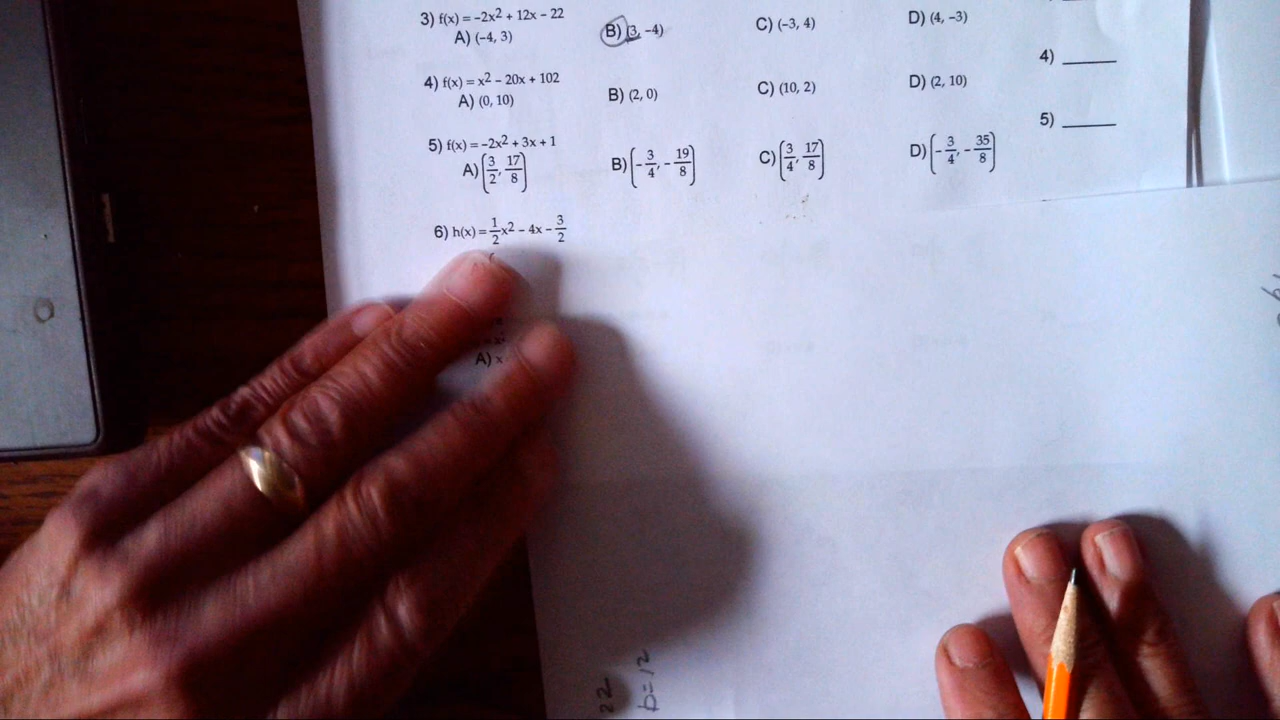 3) f(x) = -2x² + 12x - 22
A) (-4, 3) B) (3, -4) C) (-3, 4) D) (4, -3)
4) f(x) = x² - 20x + 102
4) ______
A) (0, 10) B) (2, 0) C) (10, 2) D) (2, 10)
5) f(x) = -2x² + 3x + 1
5) ______
A) (3/2, 17/8) B) (-3/4, -19/8) C) (3/4, 17/8) D) (-3/4, -35/8)
6) h(x) = 1/2x² - 4x - 3/2
A) x
22
b=12